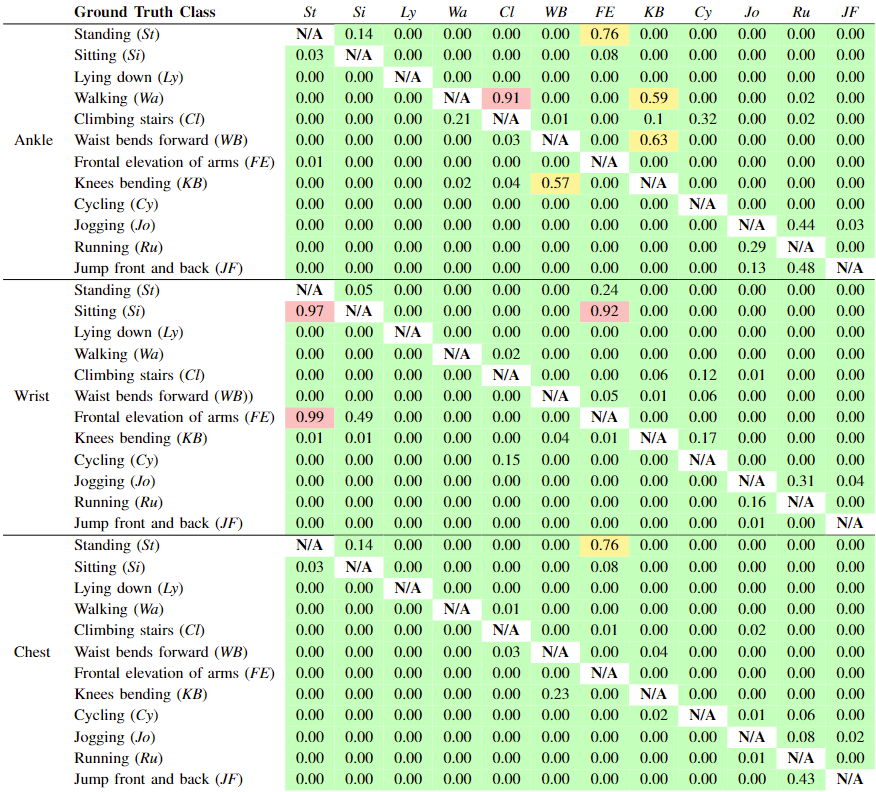 Ground Truth Class St Si Ly Wa Cl WB FE KB Cy Jo Ru JF
Standing (St) N/A 0.14 0.00 0.00 0.00 0.00 0.76 0.00 0.00 0.00 0.00 0.00
Sitting (Si) 0.03 N/A 0.00 0.00 0.00 0.00 0.08 0.00 0.00 0.00 0.00 0.00
Lying down (Ly) 0.00 0.00 N/A 0.00 0.00 0.00 0.00 0.00 0.00 0.00 0.00 0.00
Walking (Wa) 0.00 0.00 0.00 N/A 0.91 0.00 0.00 0.59 0.00 0.00 0.02 0.00
Climbing stairs (Cl) 0.00 0.00 0.00 0.21 N/A 0.01 0.00 0.1 0.32 0.00 0.02 0.00
Ankle Waist bends forward (WB) 0.00 0.00 0.00 0.00 0.03 N/A 0.00 0.63 0.00 0.00 0.00 0.00
Frontal elevation of arms (FE) 0.01 0.00 0.00 0.00 0.00 0.00 N/A 0.00 0.00 0.00 0.00 0.00
Knees bending (KB) 0.00 0.00 0.00 0.02 0.04 0.57 0.00 N/A 0.00 0.00 0.00 0.00
Cycling (Cy) 0.00 0.00 0.00 0.00 0.00 0.00 0.00 0.00 N/A 0.00 0.00 0.00
Jogging (Jo) 0.00 0.00 0.00 0.00 0.00 0.00 0.00 0.00 0.00 N/A 0.44 0.03
Running (Ru) 0.00 0.00 0.00 0.00 0.00 0.00 0.00 0.00 0.00 0.29 N/A 0.00
Jump front and back (JF) 0.00 0.00 0.00 0.00 0.00 0.00 0.00 0.00 0.00 0.13 0.48 N/A
Standing (St) N/A 0.05 0.00 0.00 0.00 0.00 0.24 0.00 0.00 0.00 0.00 0.00
Sitting (Si) 0.97 N/A 0.00 0.00 0.00 0.00 0.92 0.00 0.00 0.00 0.00 0.00
Lying down (Ly) 0.00 0.00 N/A 0.00 0.00 0.00 0.00 0.00 0.00 0.00 0.00 0.00
Walking (Wa) 0.00 0.00 0.00 N/A 0.02 0.00 0.00 0.00 0.00 0.00 0.00 0.00
Climbing stairs (Cl) 0.00 0.00 0.00 0.00 N/A 0.00 0.00 0.06 0.12 0.01 0.00 0.00
Wrist Waist bends forward (WB)) 0.00 0.00 0.00 0.00 0.00 N/A 0.05 0.01 0.06 0.00 0.00 0.00
Frontal elevation of arms (FE) 0.99 0.49 0.00 0.00 0.00 0.00 N/A 0.00 0.00 0.00 0.00 0.00
Knees bending (KB) 0.01 0.01 0.00 0.00 0.00 0.04 0.01 N/A 0.17 0.00 0.00 0.00
Cycling (Cy) 0.00 0.00 0.00 0.00 0.15 0.00 0.00 0.00 N/A 0.00 0.00 0.00
Jogging (Jo) 0.00 0.00 0.00 0.00 0.00 0.00 0.00 0.00 0.00 N/A 0.31 0.04
Running (Ru) 0.00 0.00 0.00 0.00 0.00 0.00 0.00 0.00 0.00 0.16 N/A 0.00
Jump front and back (JF) 0.00 0.00 0.00 0.00 0.00 0.00 0.00 0.00 0.00 0.01 0.00 N/A
Standing (St) N/A 0.14 0.00 0.00 0.00 0.00 0.76 0.00 0.00 0.00 0.00 0.00
Sitting (Si) 0.03 N/A 0.00 0.00 0.00 0.00 0.08 0.00 0.00 0.00 0.00 0.00
Lying down (Ly) 0.00 0.00 N/A 0.00 0.00 0.00 0.00 0.00 0.00 0.00 0.00 0.00
Walking (Wa) 0.00 0.00 0.00 N/A 0.01 0.00 0.00 0.00 0.00 0.00 0.00 0.00
Climbing stairs (Cl) 0.00 0.00 0.00 0.00 N/A 0.00 0.01 0.00 0.00 0.02 0.00 0.00
Chest Waist bends forward (WB) 0.00 0.00 0.00 0.00 0.03 N/A 0.00 0.04 0.00 0.00 0.00 0.00
Frontal elevation of arms (FE) 0.00 0.00 0.00 0.00 0.00 0.00 N/A 0.00 0.00 0.00 0.00 0.00
Knees bending (KB) 0.00 0.00 0.00 0.00 0.00 0.23 0.00 N/A 0.00 0.00 0.00 0.00
Cycling (Cy) 0.00 0.00 0.00 0.00 0.00 0.00 0.00 0.02 N/A 0.01 0.06 0.00
Jogging (Jo) 0.00 0.00 0.00 0.00 0.00 0.00 0.00 0.00 0.00 N/A 0.08 0.02
Running (Ru) 0.00 0.00 0.00 0.00 0.00 0.00 0.00 0.00 0.00 0.01 N/A 0.00
Jump front and back (JF) 0.00 0.00 0.00 0.00 0.00 0.00 0.00 0.00 0.00 0.00 0.43 N/A